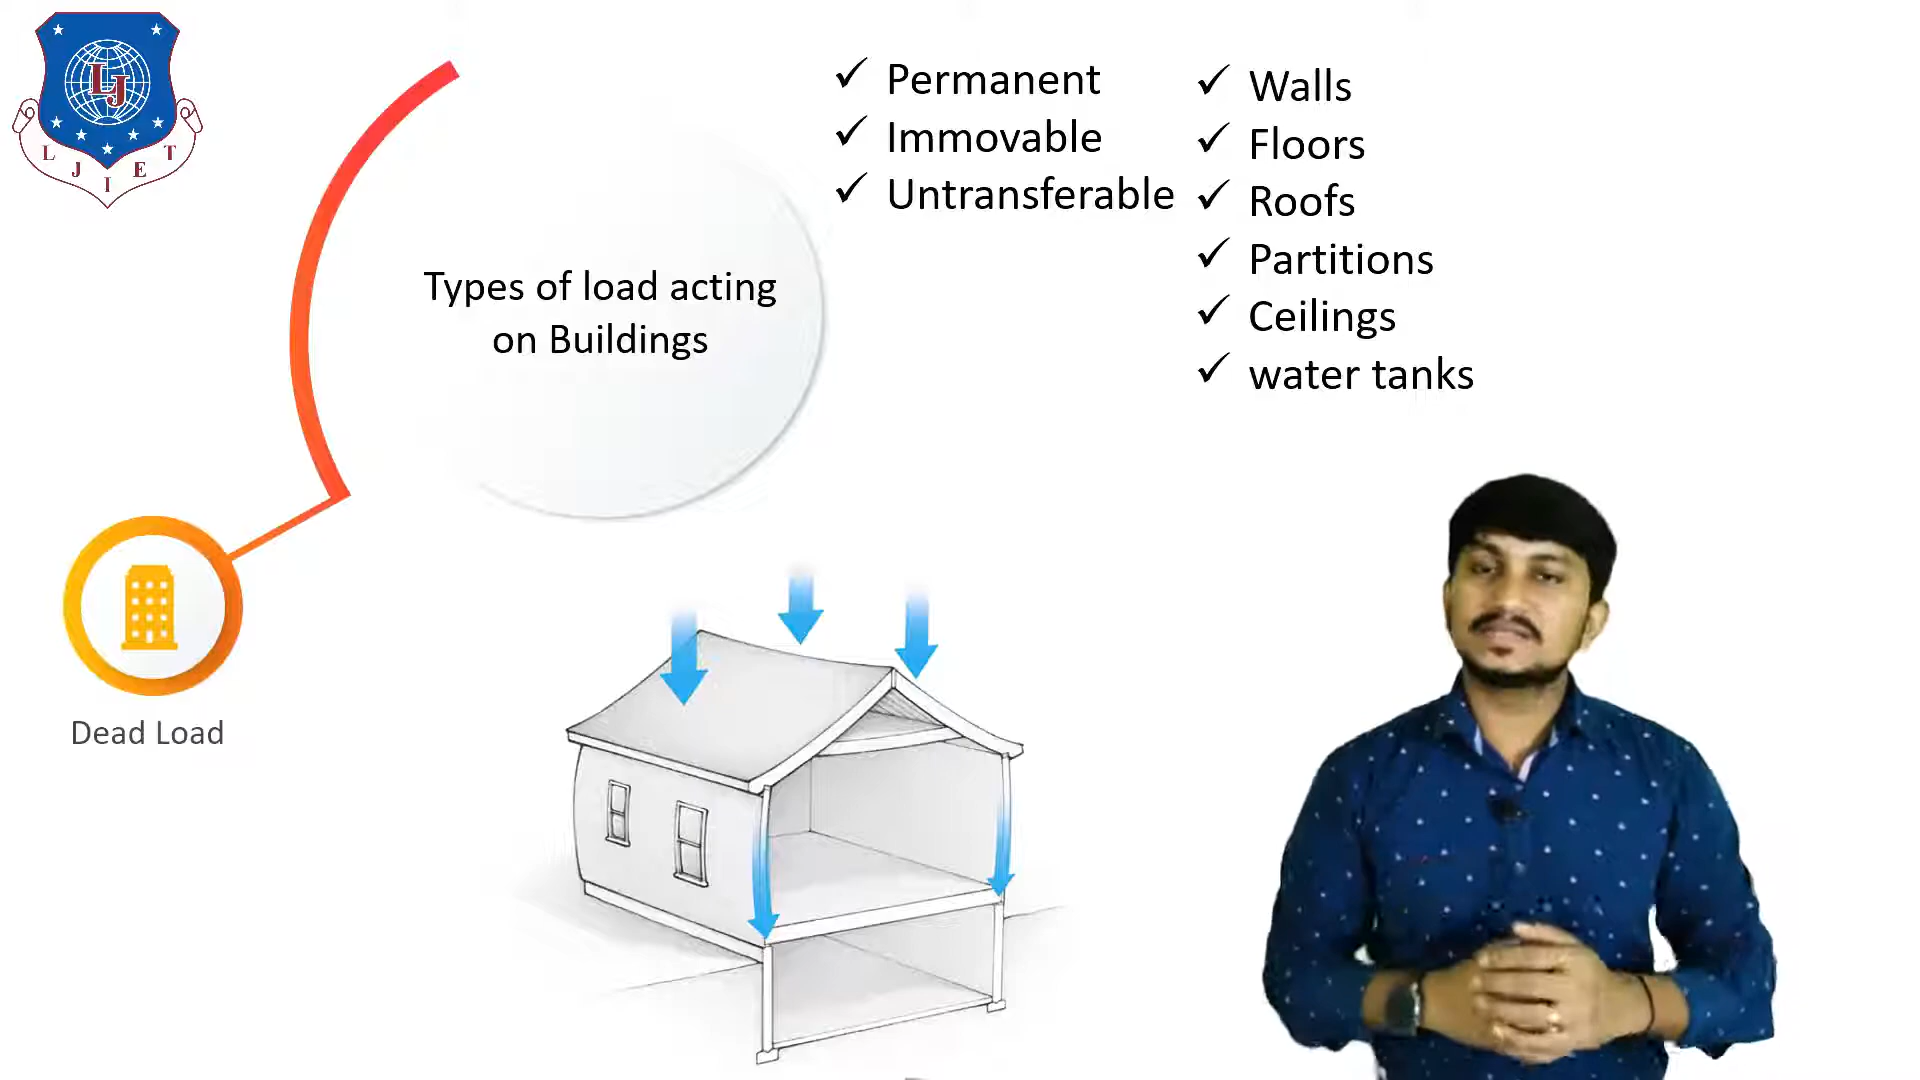 LJ
L J I E T
Types of load acting
on Buildings
Permanent
Immovable
Untransferable
Walls
Floors
Roofs
Partitions
Ceilings
water tanks
Dead Load